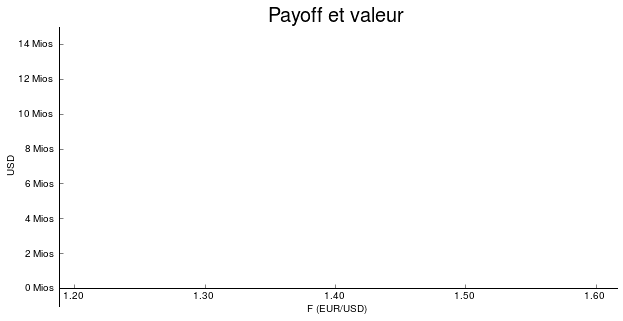 Payoff et valeur
14 Mios
12 Mios
10 Mios
8 Mios
USD
6 Mios
4 Mios
2 Mios
0 Mios
1.20 1.30 1.40 1.50 1.60
F (EUR/USD)